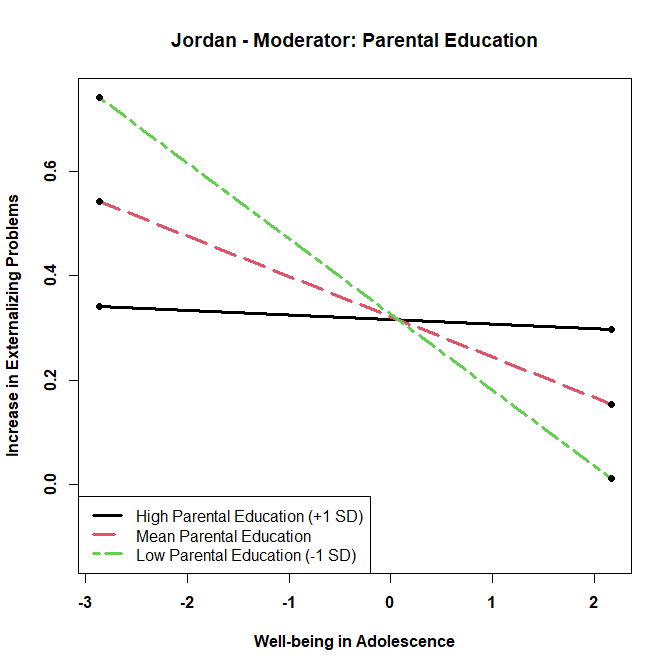 Jordan - Moderator: Parental Education
Increase in Externalizing Problems
0.6
0.4
0.2
0.0
High Parental Education (+1 SD)
Mean Parental Education
Low Parental Education (-1 SD)
-3 -2 -1 0 1 2
Well-being in Adolescence